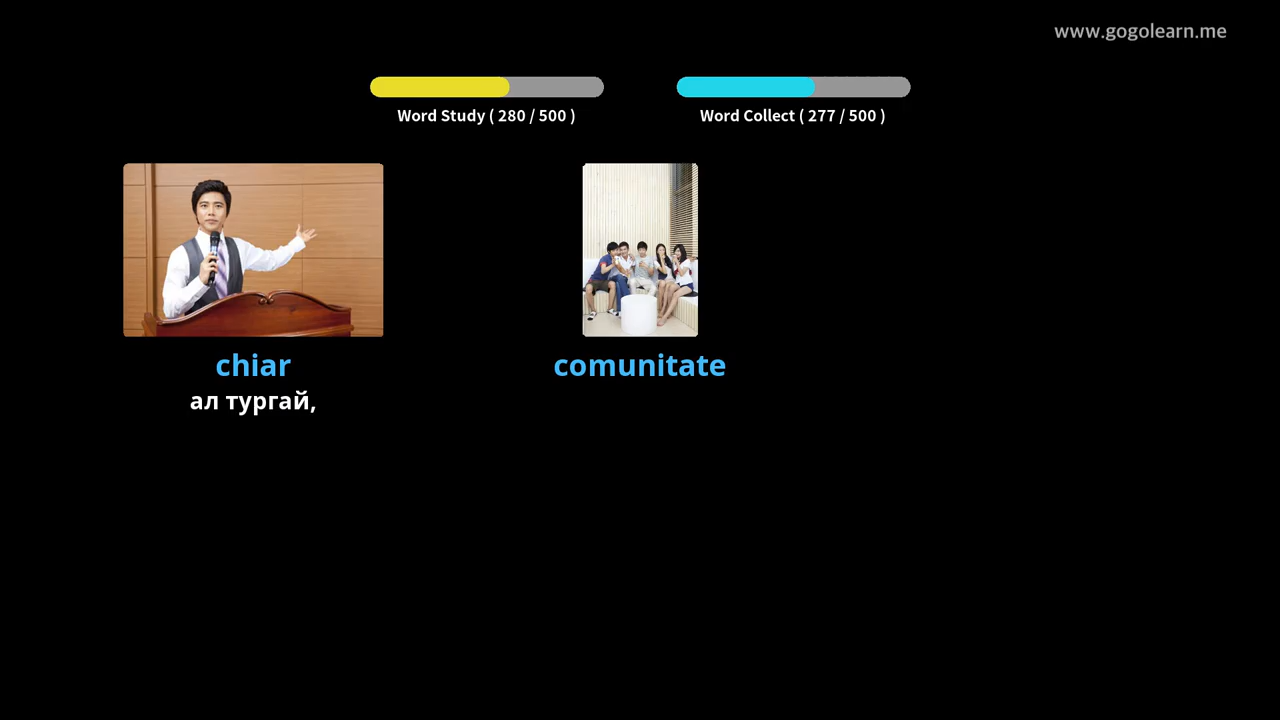 www.gogolearn.me
Word Study ( 280 / 500 )
Word Collect ( 277 / 500 )
chiar
ал тургай,
comunitate